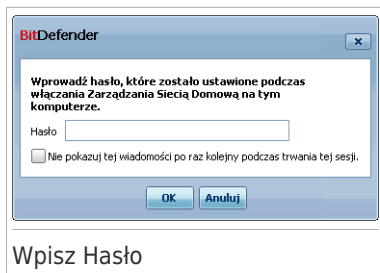 BitDefender
Wprowadź hasło, które zostało ustawione podczas
włączania Zarządzania Siecią Domową na tym
komputerze.
Hasło
Nie pokazuj tej wiadomości po raz kolejny podczas trwania tej sesji.
OK Anuluj
Wpisz Hasło